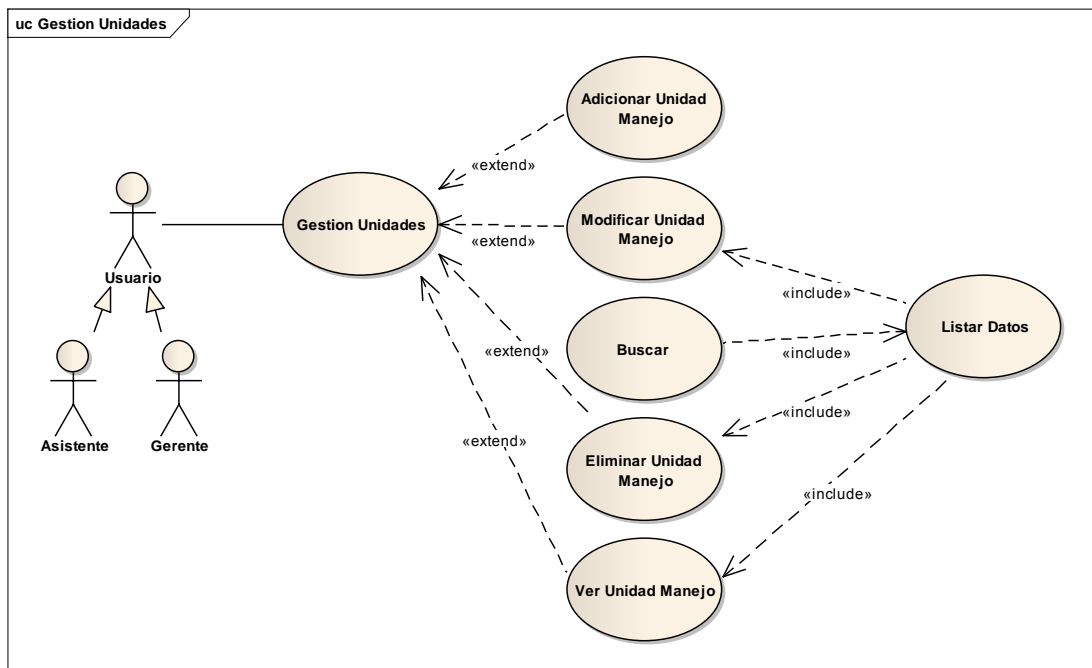 uc Gestion Unidades
Adicionar Unidad
Manejo
«extend»
Gestion Unidades
Modificar Unidad
Manejo
«extend»
Usuario
«include»
Listar Datos
Buscar
«include»
«extend»
Asistente
Gerente
«extend»
«include»
Eliminar Unidad
Manejo
«include»
Ver Unidad Manejo